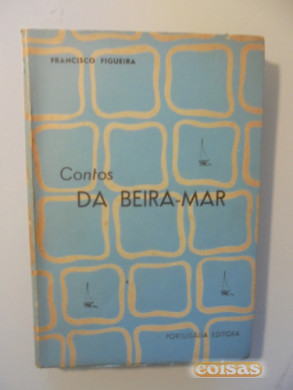 FRANCISCO FIGUEIRA
Contos
DA BEIRA-MAR
PORTUGÁLIA EDITORA
coisas